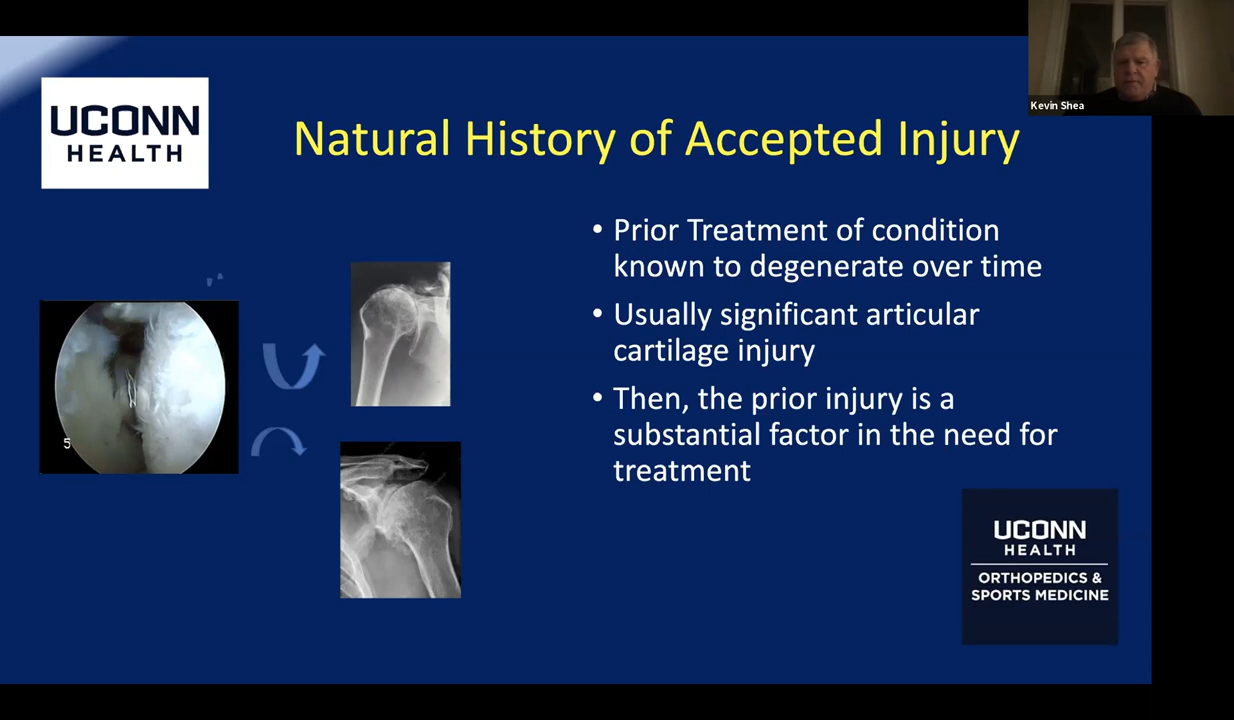 Kevin Shea
UCONN
HEALTH
Natural History of Accepted Injury
• Prior Treatment of condition
known to degenerate over time
• Usually significant articular
cartilage injury
• Then, the prior injury is a
substantial factor in the need for
treatment
5
UCONN
HEALTH
ORTHOPEDICS &
SPORTS MEDICINE